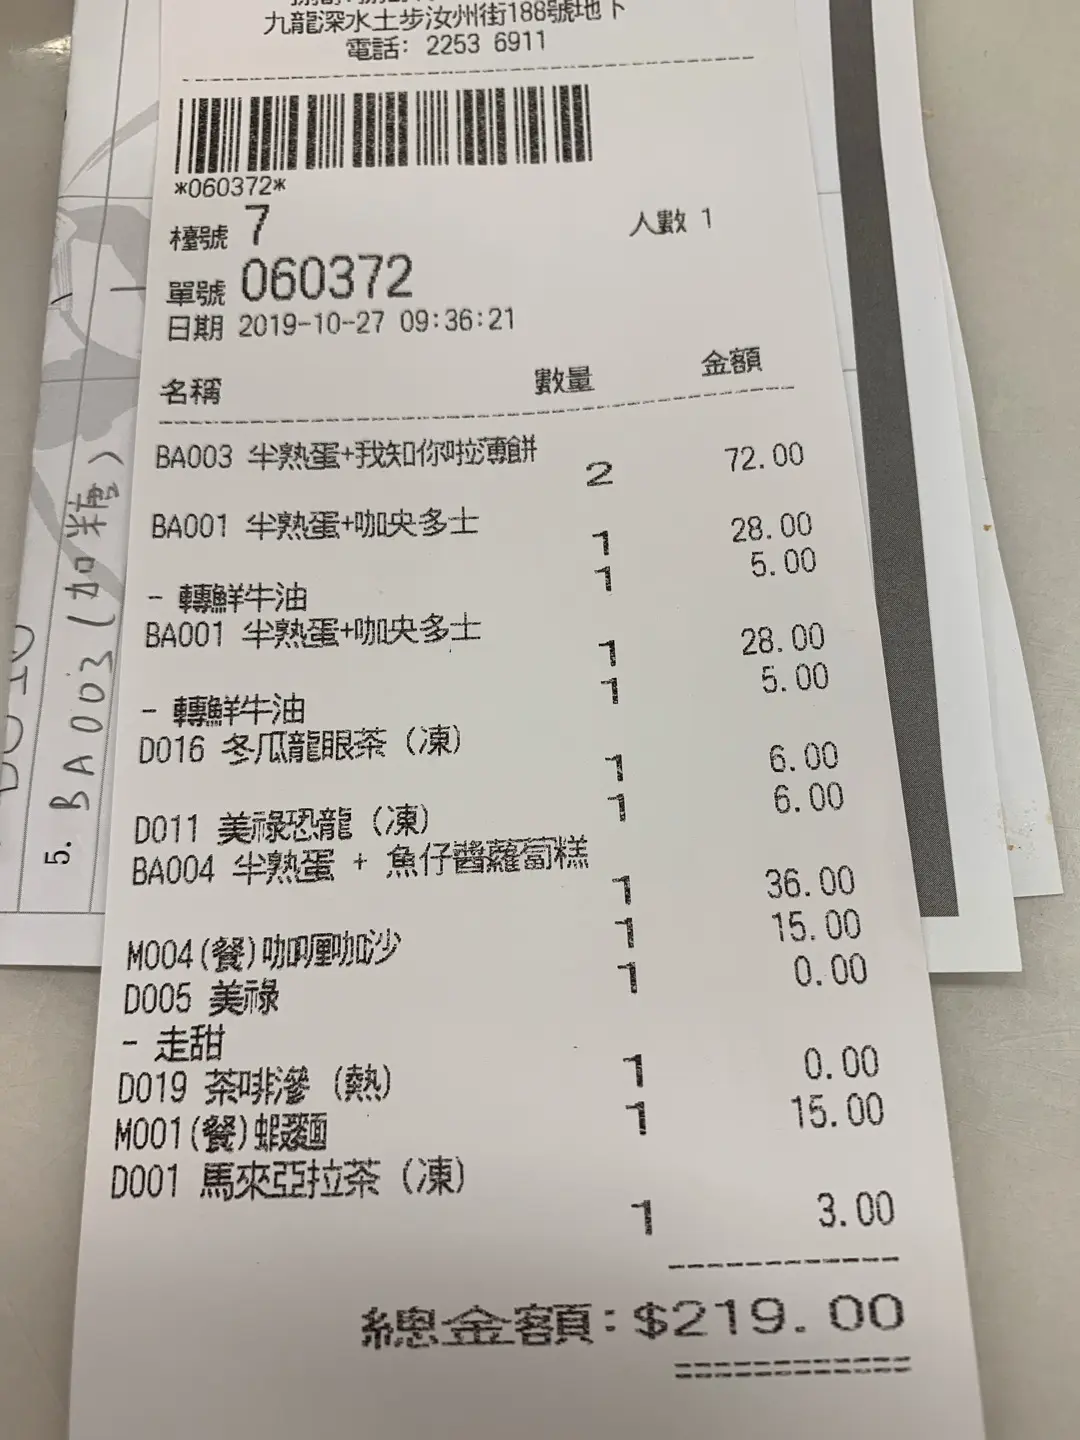 九龍深水土步汝州街188號地下
電話: 2253 6911
*060372*
檯號 7 人數 1
單號 060372
日期 2019-10-27 09:36:21
名稱 數量 金額
BA003 半熟蛋+我知你啦薄餅
2 72.00
BA001 半熟蛋+咖央多士
1 28.00
1 5.00
- 轉鮮牛油
BA001 半熟蛋+咖央多士
1 28.00
1 5.00
- 轉鮮牛油
D016 冬瓜龍眼茶 (凍)
1 6.00
1 6.00
D011 美祿恐龍 (凍)
BA004 半熟蛋 + 魚仔醬蘿蔔糕
1 36.00
1 15.00
M004(餐)咖喱咖沙
1 0.00
D005 美祿
- 走甜
D019 茶啡滲 (熱)
1 0.00
M001(餐)蝦麵
1 15.00
D001 馬來亞拉茶 (凍)
1 3.00
總金額:$219.00
5. BA003 (加糖)